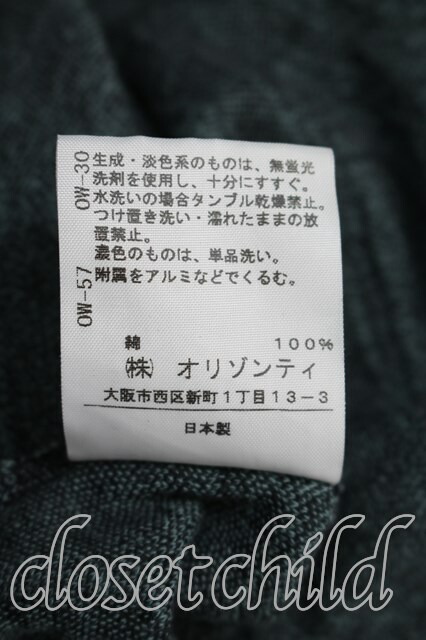 OW-30
生成・淡色系のものは、無蛍光
洗剤を使用し、十分にすすぐ。
水洗いの場合タンブル乾燥禁止。
つけ置き洗い・濡れたままの放
置禁止。
濃色のものは、単品洗い。
OW-57
附属をアルミなどでくるむ。
綿 100%
㈱ オリゾンティ
大阪市西区新町1丁目13-3
日本製
closet child